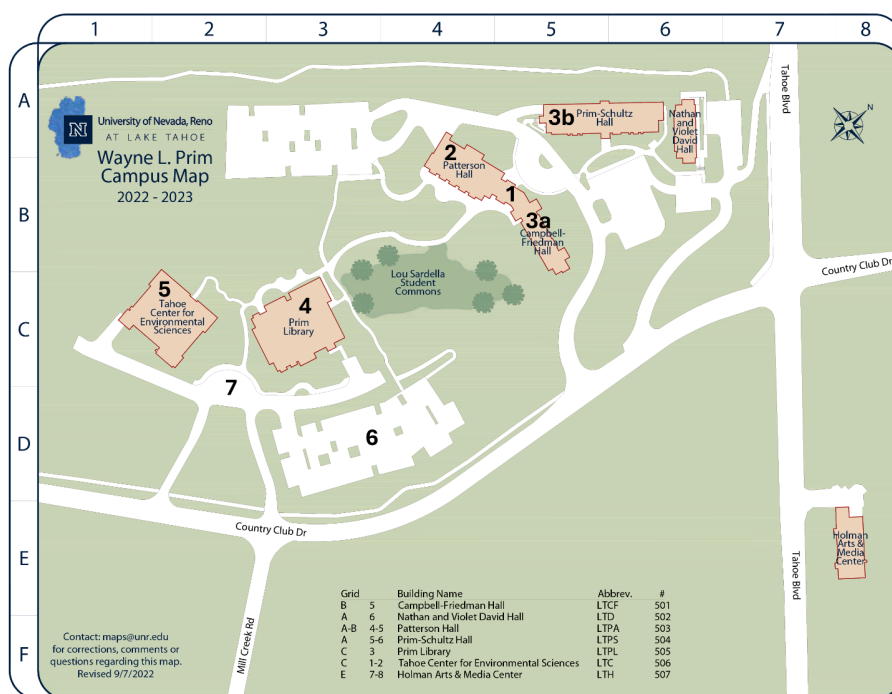 1 2 3 4 5 6 7 8
A
B
C
D
E
F
N
University of Nevada, Reno
AT LAKE TAHOE
Wayne L. Prim
Campus Map
2022 - 2023
3b
Prim-Schultz
Hall
Nathan
and
Violet
David
Hall
Tahoe Blvd
N
2
Patterson
Hall
1
3a
Campbell-
Friedman
Hall
Country Club Dr
Lou Sardella
Student
Commons
5
Tahoe
Center for
Environmental
Sciences
4
Prim
Library
7
6
Country Club Dr
Mill Creek Rd
Tahoe Blvd
Holman
Arts &
Media
Center
Grid Building Name Abbrev. #
B 5 Campbell-Friedman Hall LTCF 501
A 6 Nathan and Violet David Hall LTD 502
A-B 4-5 Patterson Hall LTPA 503
A 5-6 Prim-Schultz Hall LTPS 504
C 3 Prim Library LTPL 505
C 1-2 Tahoe Center for Environmental Sciences LTC 506
E 7-8 Holman Arts & Media Center LTH 507
Contact: maps@unr.edu
for corrections, comments or
questions regarding this map.
Revised 9/7/2022